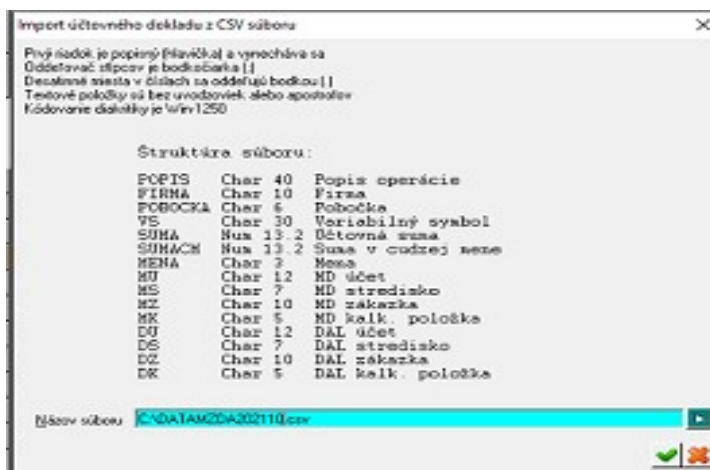 Import účtovného dokladu z CSV súboru
Prvý riadok je popisný (hlavička) a vynecháva sa
Oddeľovač stĺpcov je bodkočiarka (;)
Desatinné miesta v číslach sa oddeľujú bodkou (.)
Textové položky sú bez uvodzoviek alebo apostrofov
Kódovanie diakritiky je Win1250
Štruktúra súboru:
POPIS Char 40 Popis operácie
FIRMA Char 10 Firma
POBOCKA Char 6 Pobočka
VS Char 30 Variabilný symbol
SUMA Num 13.2 Účtovná suma
SUMACM Num 13.2 Suma v cudzej mene
MENA Char 3 Mena
MU Char 12 MD účet
MS Char 7 MD stredisko
MZ Char 10 MD zákazka
MK Char 5 MD kalk. položka
DU Char 12 DAL účet
DS Char 7 DAL stredisko
DZ Char 10 DAL zákazka
DK Char 5 DAL kalk. položka
Názov súboru C:\DATAMZDA202110.csv